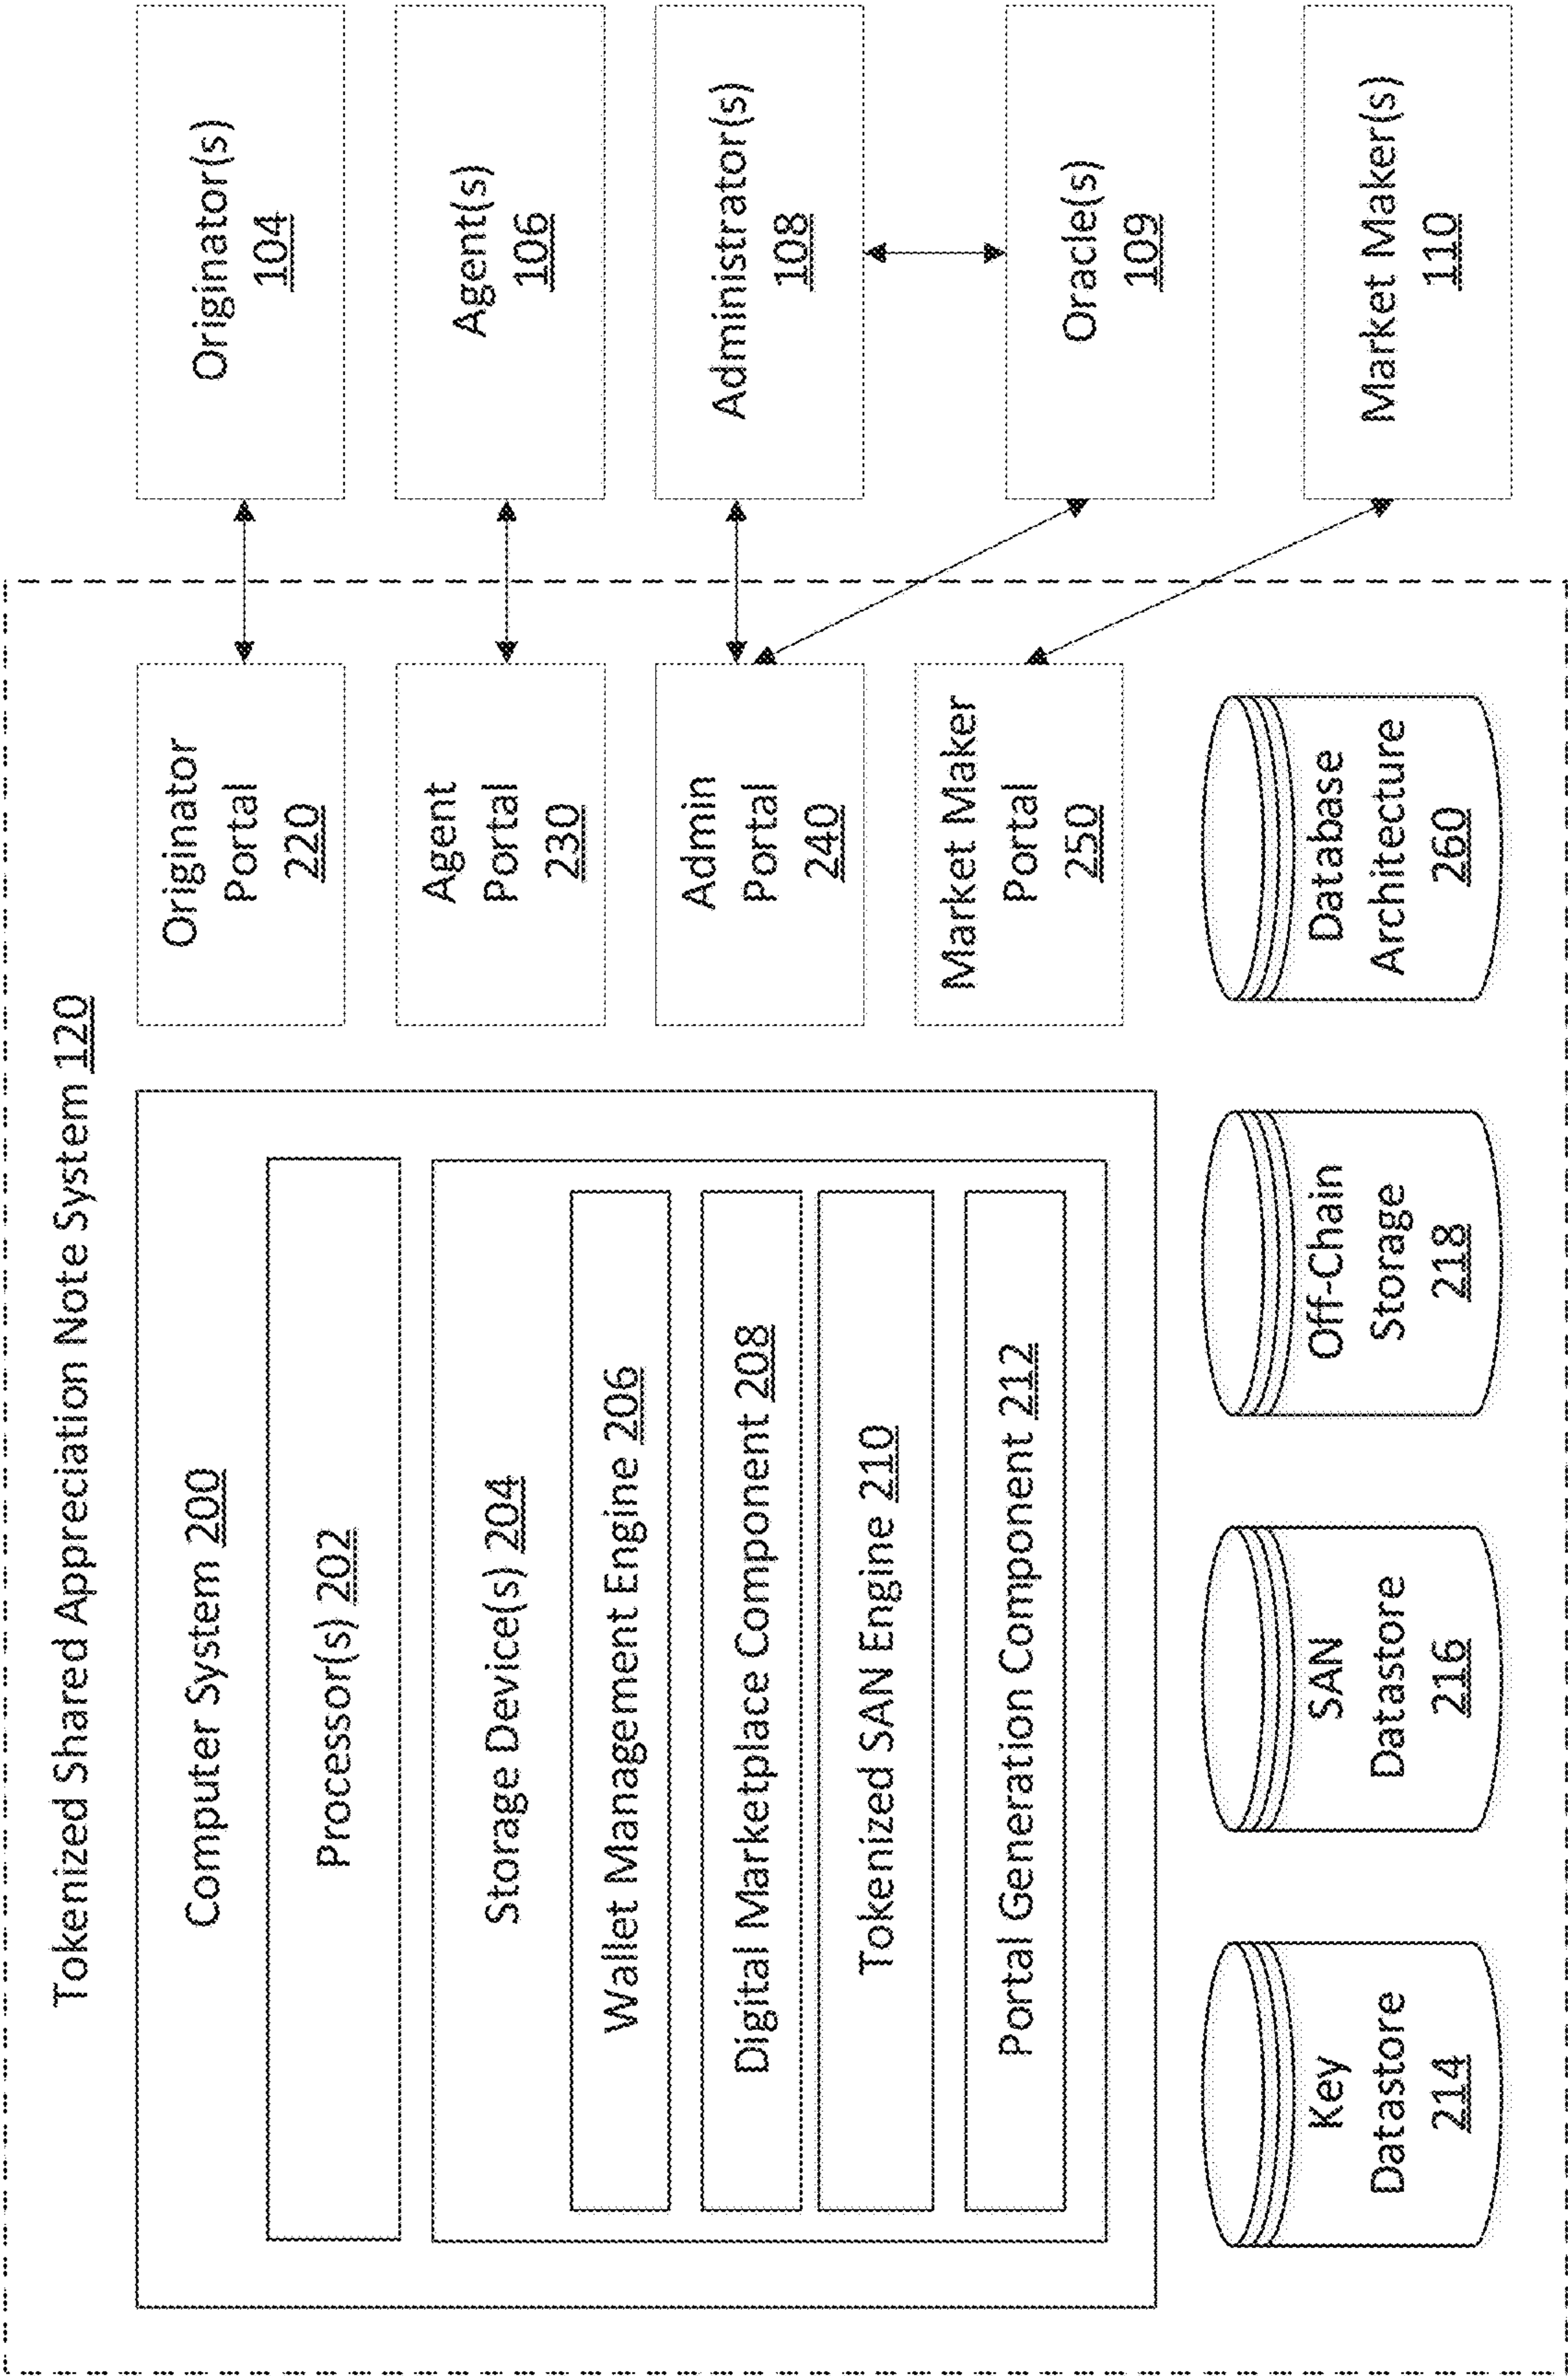 Tokenized Shared Appreciation Note System 120
Computer System 200
Processor(s) 202
Storage Device(s) 204
Wallet Management Engine 206
Digital Marketplace Component 208
Tokenized SAN Engine 210
Portal Generation Component 212
Key
Datastore
214
SAN
Datastore
216
Off-Chain
Storage
218
Database
Architecture
260
Originator
Portal
220
Agent
Portal
230
Admin
Portal
240
Market Maker
Portal
250
Originator(s)
104
Agent(s)
106
Administrator(s)
108
Oracle(s)
109
Market Maker(s)
110